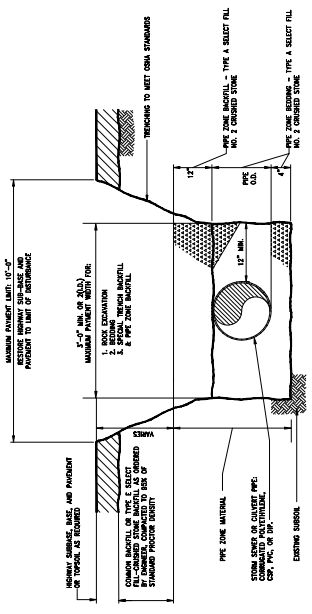 MAXIMUM PAYMENT LIMIT: 10'-0"
RESTORE HIGHWAY SUB-BASE AND
PAVEMENT TO LIMIT OF DISTURBANCE
3'-0" MIN. OR 2(I.D.)
MAXIMUM PAYMENT WIDTH FOR:
1. ROCK EXCAVATION
2. BEDDING
3. SPECIAL TRENCH BACKFILL
& PIPE ZONE BACKFILL
HIGHWAY SUBBASE, BASE, AND PAVEMENT
OR TOPSOIL AS REQUIRED
COMMON BACKFILL OR TYPE E SELECT
FILL-CRUSHED STONE BACKFILL AS ORDERED
BY ENGINEER, COMPACTED TO 95% OF
STANDARD PROCTOR DENSITY
VARIES
PIPE ZONE MATERIAL
STORM SEWER OR CULVERT PIPE:
CORRUGATED POLYETHYLENE,
CSP, PVC, OR DIP.
EXISTING SUBSOIL
12" MIN.
TRENCHING TO MEET OSHA STANDARDS
12"
PIPE ZONE BACKFILL - TYPE A SELECT FILL
NO. 2 CRUSHED STONE
PIPE
O.D.
4"
PIPE ZONE BEDDING - TYPE A SELECT FILL
NO. 2 CRUSHED STONE